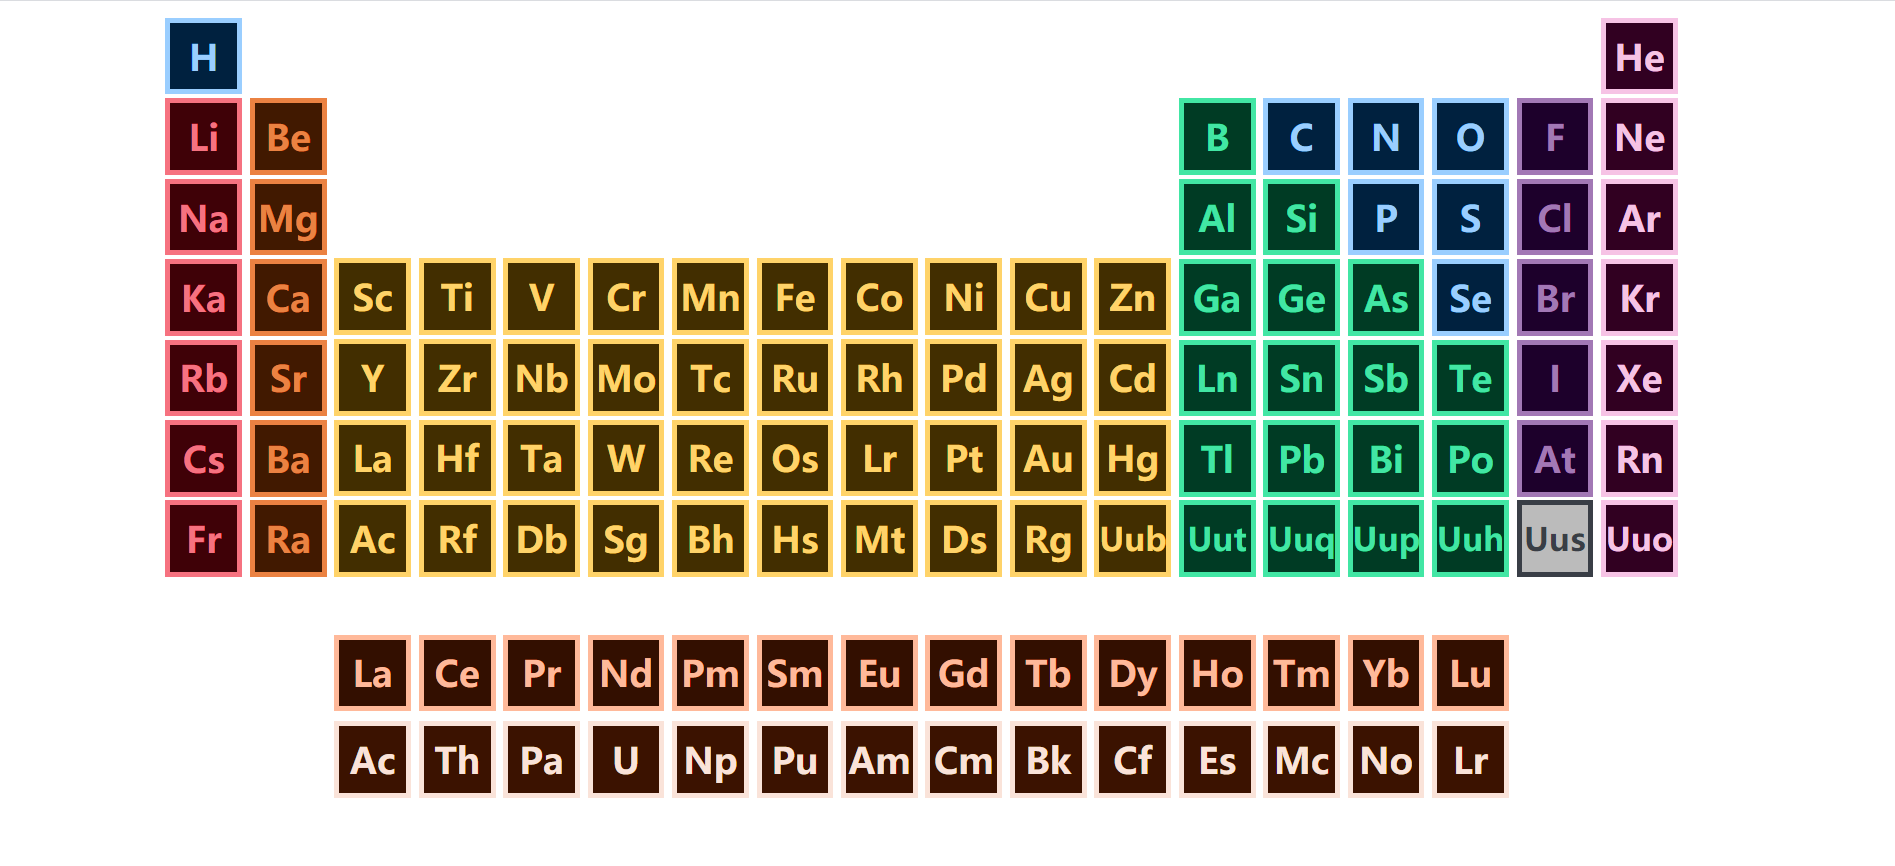 H He
Li Be B C N O F Ne
Na Mg Al Si P S Cl Ar
Ka Ca Sc Ti V Cr Mn Fe Co Ni Cu Zn Ga Ge As Se Br Kr
Rb Sr Y Zr Nb Mo Tc Ru Rh Pd Ag Cd Ln Sn Sb Te I Xe
Cs Ba La Hf Ta W Re Os Lr Pt Au Hg Tl Pb Bi Po At Rn
Fr Ra Ac Rf Db Sg Bh Hs Mt Ds Rg Uub Uut Uuq Uup Uuh Uus Uuo
La Ce Pr Nd Pm Sm Eu Gd Tb Dy Ho Tm Yb Lu
Ac Th Pa U Np Pu Am Cm Bk Cf Es Mc No Lr